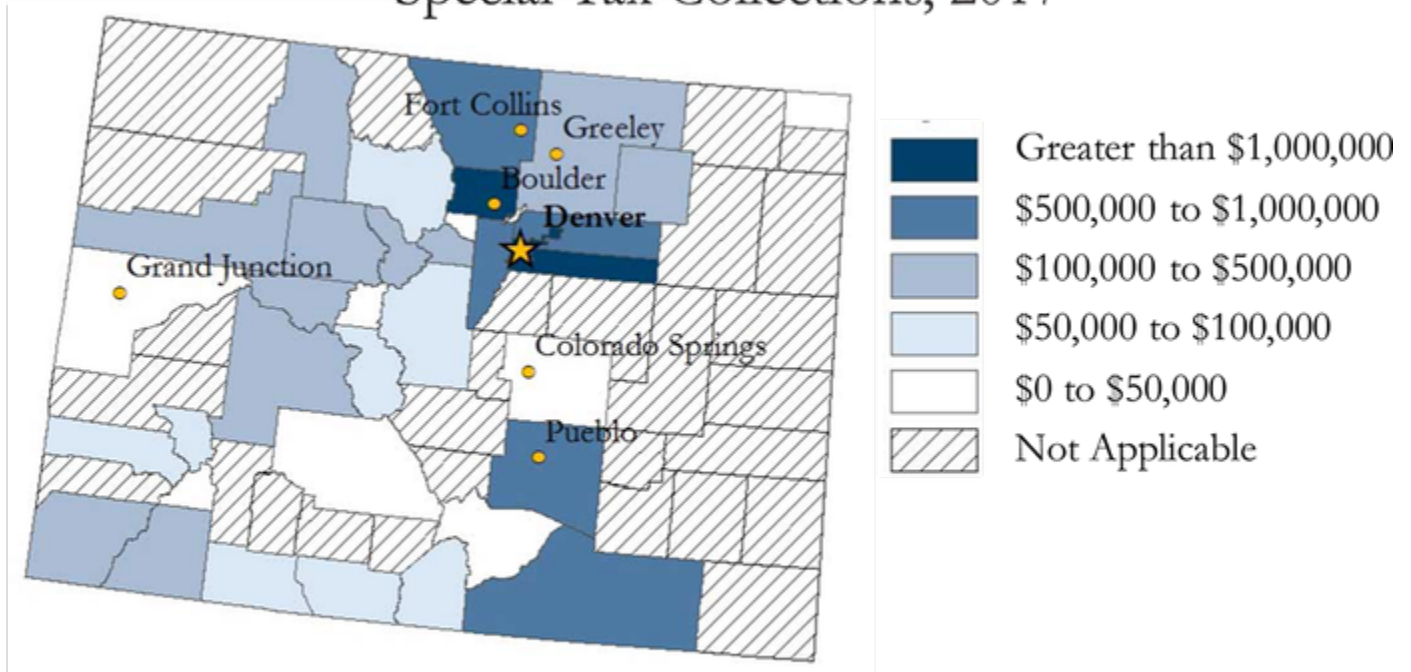 Special Tax Collections, 2017
Fort Collins
Greeley
Boulder
Denver
Grand Junction
Colorado Springs
Pueblo
Greater than $1,000,000
$500,000 to $1,000,000
$100,000 to $500,000
$50,000 to $100,000
$0 to $50,000
Not Applicable